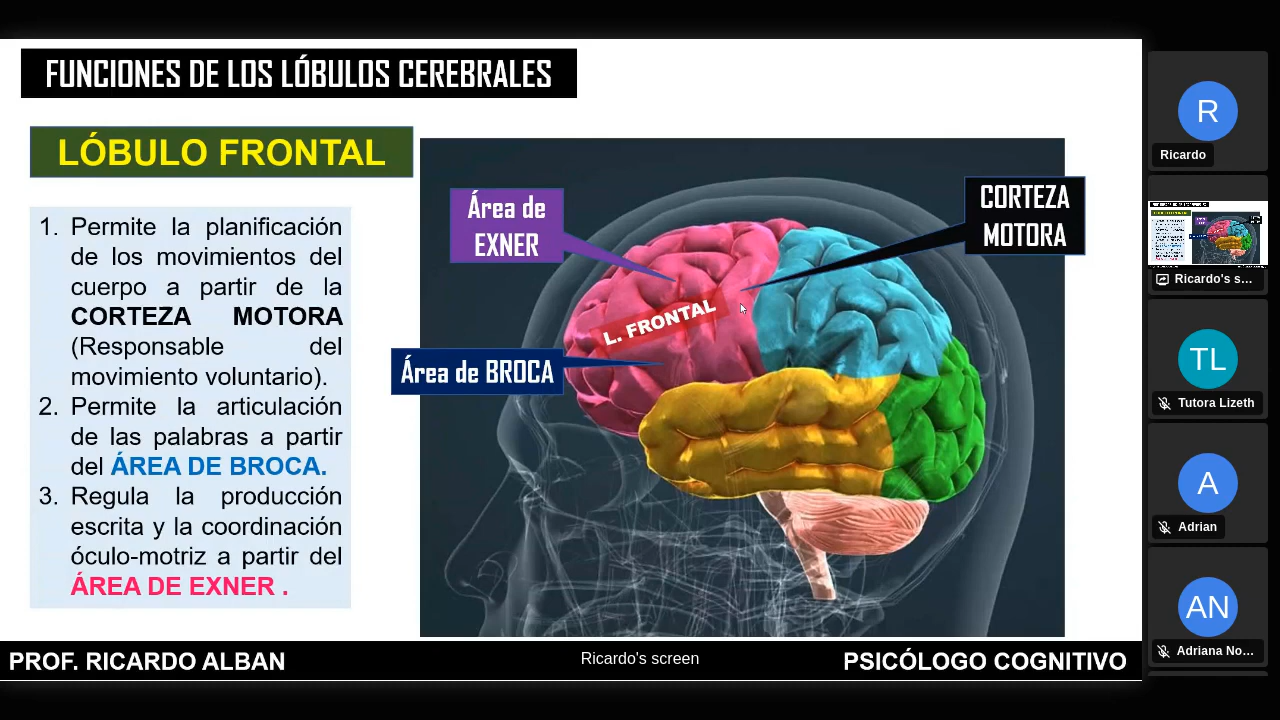 FUNCIONES DE LOS LÓBULOS CEREBRALES
LÓBULO FRONTAL
1. Permite la planificación
de los movimientos del
cuerpo a partir de la
CORTEZA MOTORA
(Responsable del
movimiento voluntario).
2. Permite la articulación
de las palabras a partir
del ÁREA DE BROCA.
3. Regula la producción
escrita y la coordinación
óculo-motriz a partir del
ÁREA DE EXNER .
Área de
EXNER
CORTEZA
MOTORA
L. FRONTAL
Área de BROCA
PROF. RICARDO ALBAN
Ricardo's screen
PSICÓLOGO COGNITIVO
R
Ricardo
Ricardo's s...
TL
Tutora Lizeth
A
Adrian
AN
Adriana No...